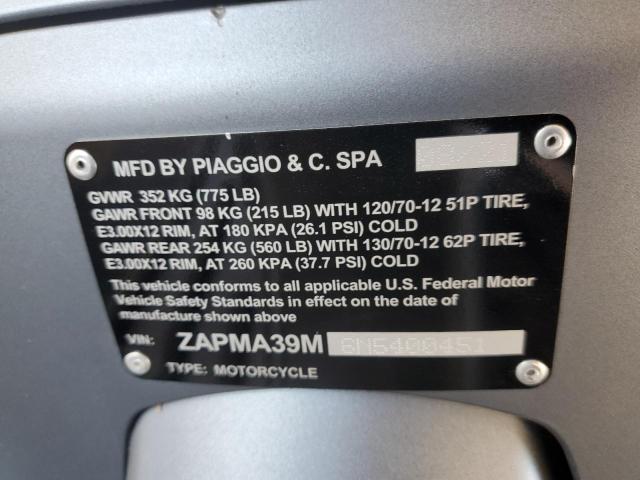 MFD BY PIAGGIO & C. SPA
GVWR 352 KG (775 LB)
GAWR FRONT 98 KG (215 LB) WITH 120/70-12 51P TIRE,
E3.00X12 RIM, AT 180 KPA (26.1 PSI) COLD
GAWR REAR 254 KG (560 LB) WITH 130/70-12 62P TIRE,
E3.00X12 RIM, AT 260 KPA (37.7 PSI) COLD
This vehicle conforms to all applicable U.S. Federal Motor
Vehicle Safety Standards in effect on the date of
manufacture shown above
VIN: ZAPMA39M 8N5400451
TYPE: MOTORCYCLE